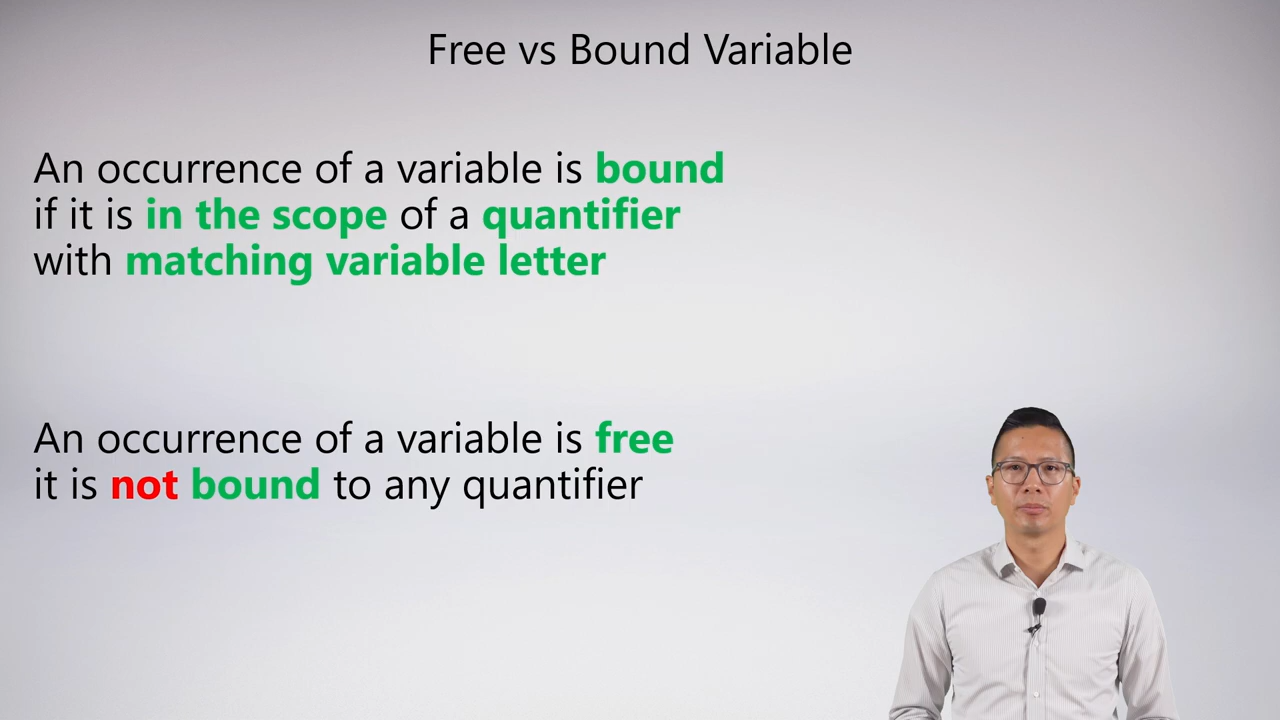 Free vs Bound Variable
An occurrence of a variable is bound
if it is in the scope of a quantifier
with matching variable letter
An occurrence of a variable is free
it is not bound to any quantifier